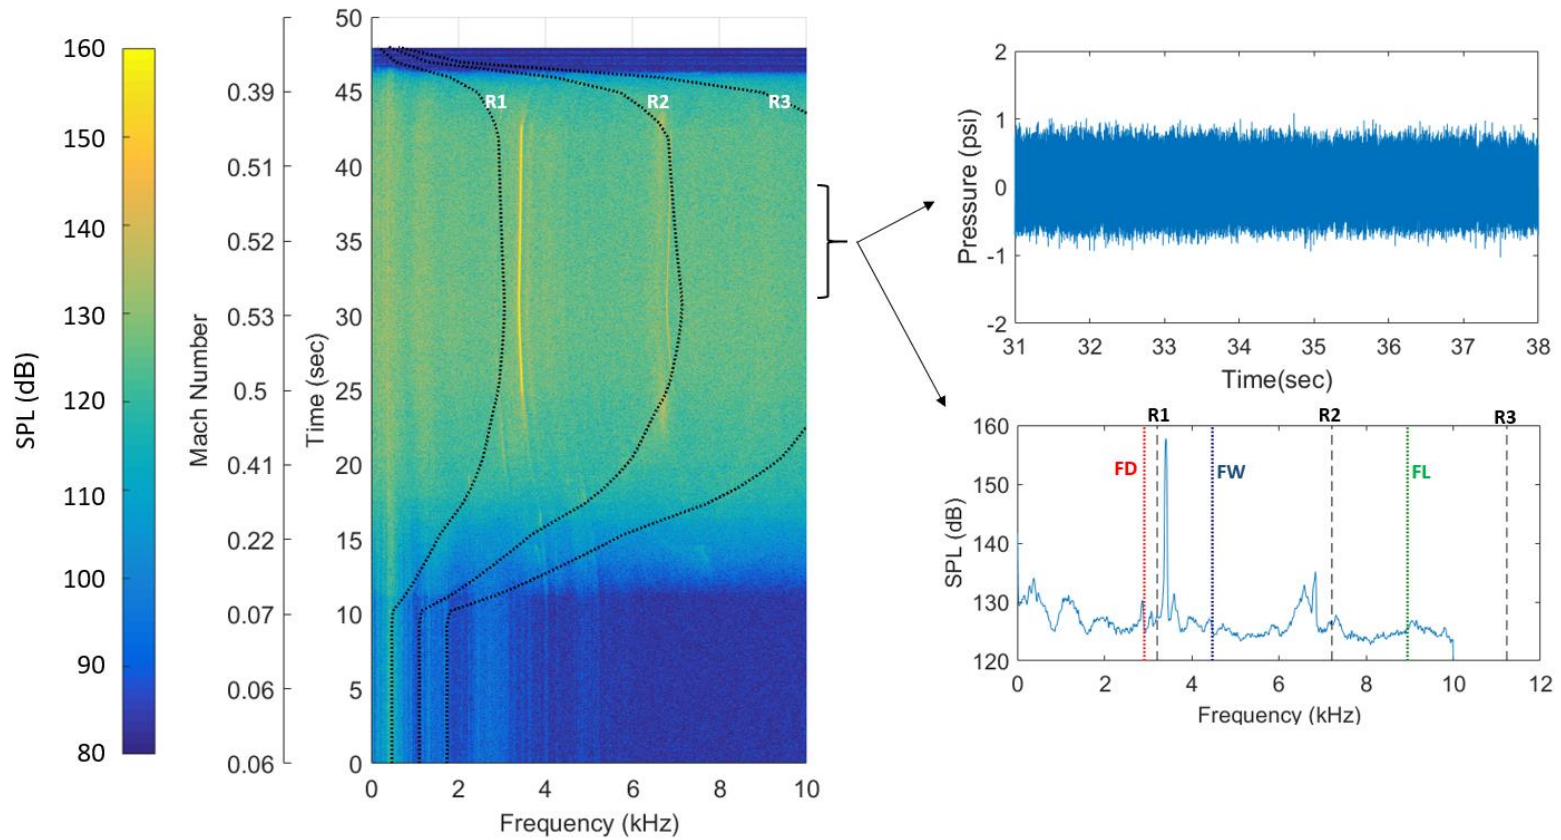 SPL (dB)
160
150
140
130
120
110
100
90
80
Mach Number
0.39
0.51
0.52
0.53
0.5
0.41
0.22
0.07
0.06
0.06
Time (sec)
50
45
40
35
30
25
20
15
10
5
0
R1 R2 R3
0 2 4 6 8 10
Frequency (kHz)
Pressure (psi)
2
1
0
-1
-2
31 32 33 34 35 36 37 38
Time(sec)
R1 R2 R3
FD FW FL
SPL (dB)
160
150
140
130
120
0 2 4 6 8 10 12
Frequency (kHz)